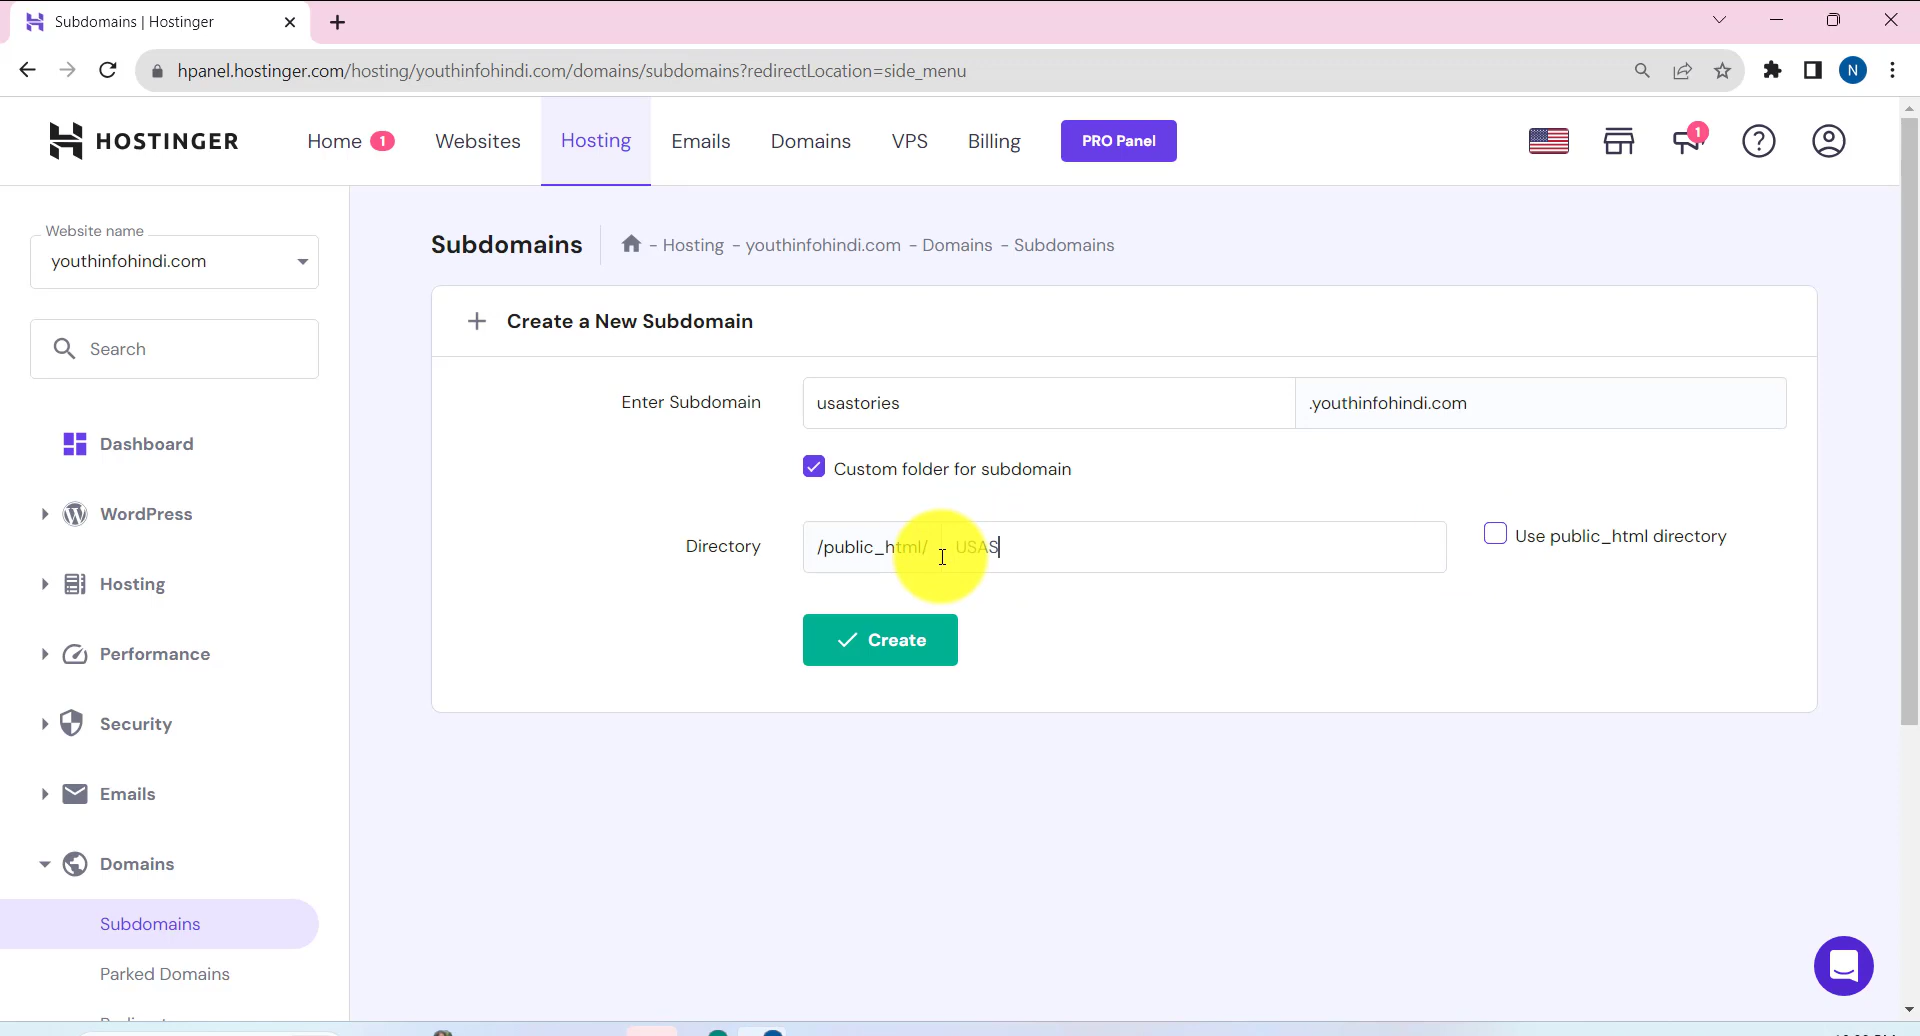 Subdomains | Hostinger
hpanel.hostinger.com/hosting/youthinfohindi.com/domains/subdomains?redirectLocation=side_menu
N
HOSTINGER
Home 1
Websites
Hosting
Emails
Domains
VPS
Billing
PRO Panel
1
Website name
youthinfohindi.com
Search
Dashboard
WordPress
Hosting
Performance
Security
Emails
Domains
Subdomains
Parked Domains
Subdomains
- Hosting - youthinfohindi.com - Domains - Subdomains
Create a New Subdomain
Enter Subdomain
usastories
.youthinfohindi.com
Custom folder for subdomain
Directory
/public_html/ USAS
Use public_html directory
Create